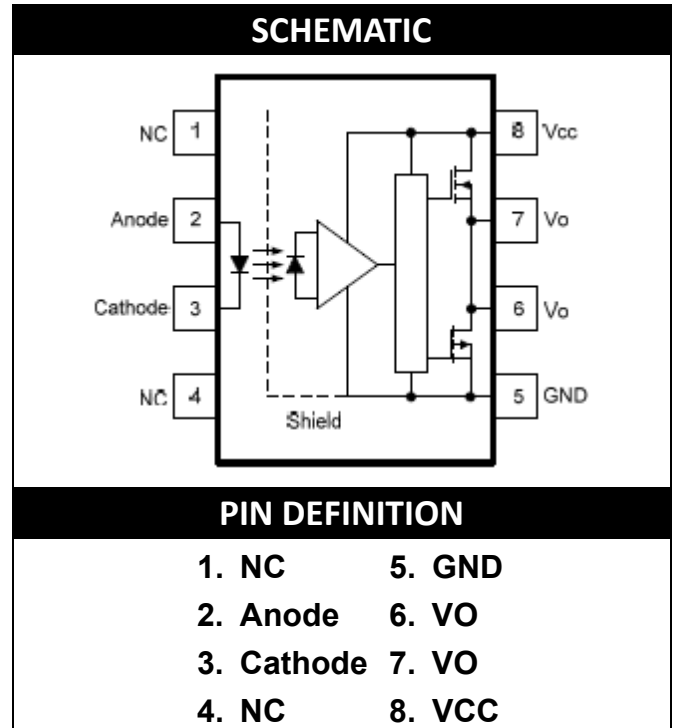 SCHEMATIC
NC 1
8 Vcc
Anode 2
7 Vo
Cathode 3
6 Vo
NC 4
5 GND
Shield
PIN DEFINITION
1. NC 5. GND
2. Anode 6. VO
3. Cathode 7. VO
4. NC 8. VCC